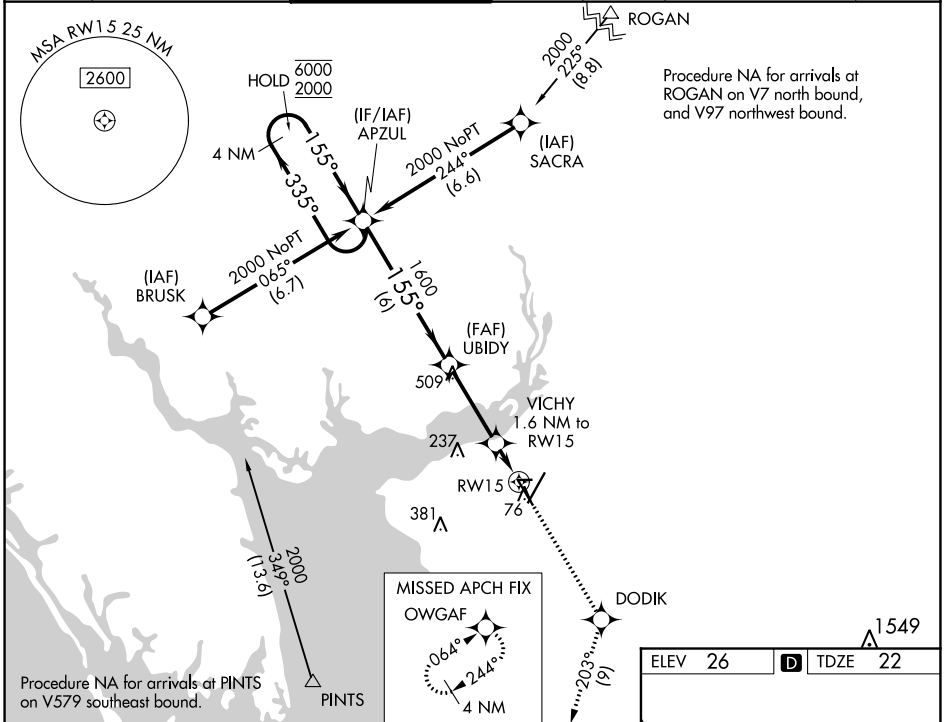 MSA RW15 25 NM
2600
HOLD
6000
2000
4 NM
155°
335°
(IF/IAF)
APZUL
ROGAN
2000
225°
(8.8)
Procedure NA for arrivals at
ROGAN on V7 north bound,
and V97 northwest bound.
(IAF)
SACRA
2000 NoPT
244°
(6.6)
(IAF)
BRUSK
2000 NoPT
065°
(6.7)
1600
155°
(6)
(FAF)
UBIDY
509
VICHY
1.6 NM to
RW15
237
RW15
76
381
2000
349°
(13.6)
PINTS
Procedure NA for arrivals at PINTS
on V579 southeast bound.
MISSED APCH FIX
OWGAF
064°
244°
4 NM
DODIK
203°
(9)
1549
ELEV 26
D
TDZE 22